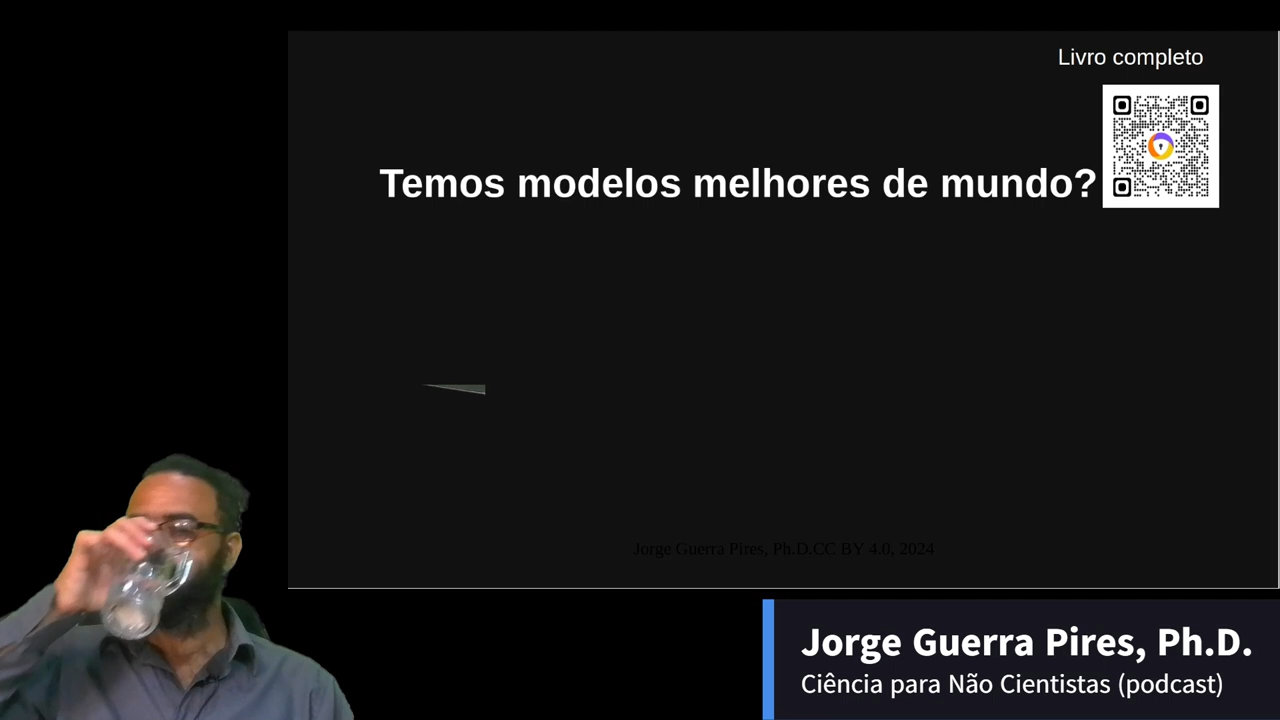 Livro completo
Temos modelos melhores de mundo?
Jorge Guerra Pires, Ph.D.CC BY 4.0, 2024
Jorge Guerra Pires, Ph.D.
Ciência para Não Cientistas (podcast)